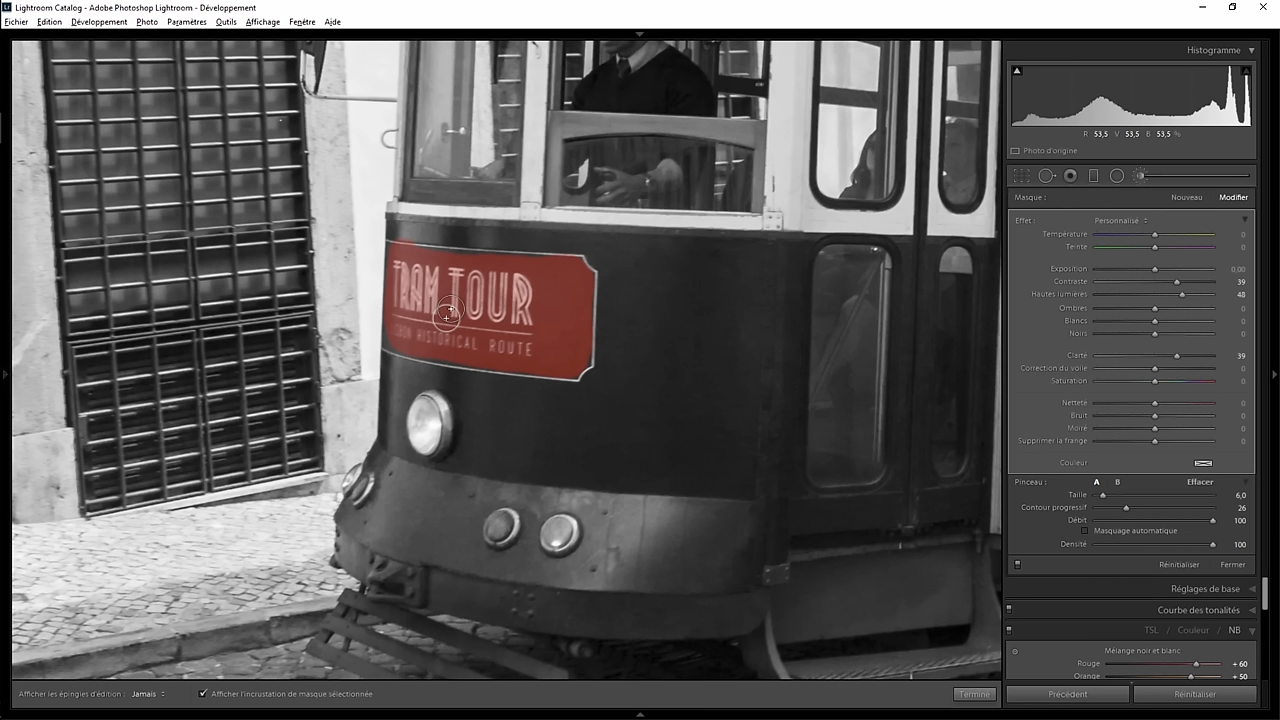 Lightroom Catalog - Adobe Photoshop Lightroom - Développement
Fichier Edition Développement Photo Paramètres Outils Affichage Fenêtre Aide
Histogramme
R 53,5 V 53,5 B 53,5 %
Photo d'origine
Masque : Nouveau Modifier
Effet : Personnalisé
Température 0
Teinte 0
Exposition 0,00
Contraste 39
Hautes lumières 48
Ombres 0
Blancs 0
Noirs 0
Clarté 39
Correction du voile 0
Saturation 0
Netteté 0
Bruit 0
Moiré 0
Supprimer la frange 0
Couleur
Pinceau : A B Effacer
Taille 6,0
Contour progressif 26
Débit 100
Masquage automatique
Densité 100
Réinitialiser Fermer
Réglages de base
Courbe des tonalités
TSL / Couleur / NB
Mélange noir et blanc
Rouge + 60
Orange + 50
Précédent Réinitialiser
TRAM TOUR
HISTORICAL ROUTE
Afficher les épingles d'édition : Jamais Afficher l'incrustation de masque sélectionnée Terminé